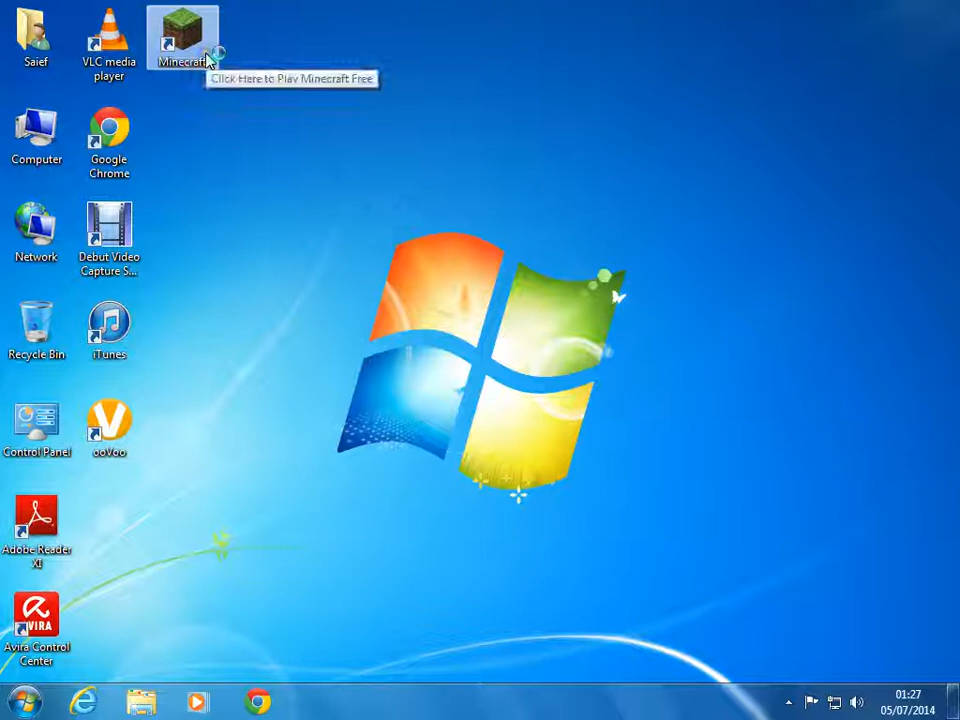 Saief
VLC media
player
Minecraft
Click Here to Play Minecraft Free
Computer
Google
Chrome
Network
Debut Video
Capture S...
Recycle Bin
iTunes
Control Panel
ooVoo
Adobe Reader
XI
AVIRA
Avira Control
Center
01:27
05/07/2014